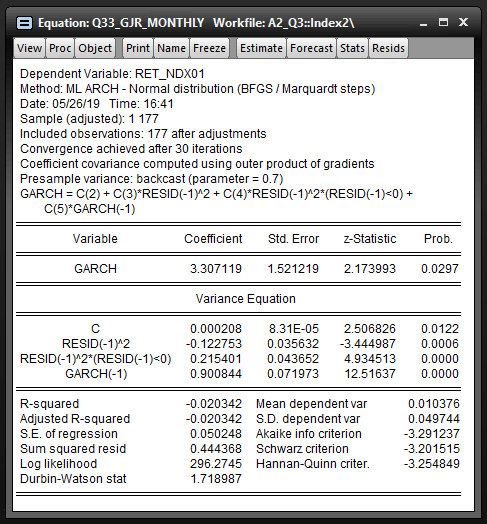 Equation: Q33_GJR_MONTHLY Workfile: A2_Q3::Index2\
View Proc Object Print Name Freeze Estimate Forecast Stats Resids
Dependent Variable: RET_NDX01
Method: ML ARCH - Normal distribution (BFGS / Marquardt steps)
Date: 05/26/19 Time: 16:41
Sample (adjusted): 1 177
Included observations: 177 after adjustments
Convergence achieved after 30 iterations
Coefficient covariance computed using outer product of gradients
Presample variance: backcast (parameter = 0.7)
GARCH = C(2) + C(3)*RESID(-1)^2 + C(4)*RESID(-1)^2*(RESID(-1)<0) +
C(5)*GARCH(-1)
Variable Coefficient Std. Error z-Statistic Prob.
GARCH 3.307119 1.521219 2.173993 0.0297
Variance Equation
C 0.000208 8.31E-05 2.506826 0.0122
RESID(-1)^2 -0.122753 0.035632 -3.444987 0.0006
RESID(-1)^2*(RESID(-1)<0) 0.215401 0.043652 4.934513 0.0000
GARCH(-1) 0.900844 0.071973 12.51637 0.0000
R-squared -0.020342 Mean dependent var 0.010376
Adjusted R-squared -0.020342 S.D. dependent var 0.049744
S.E. of regression 0.050248 Akaike info criterion -3.291237
Sum squared resid 0.444368 Schwarz criterion -3.201515
Log likelihood 296.2745 Hannan-Quinn criter. -3.254849
Durbin-Watson stat 1.718987